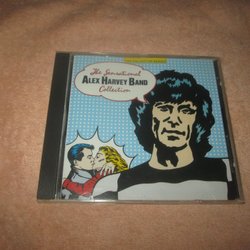 The Sensational
ALEX HARVEY BAND
Collection